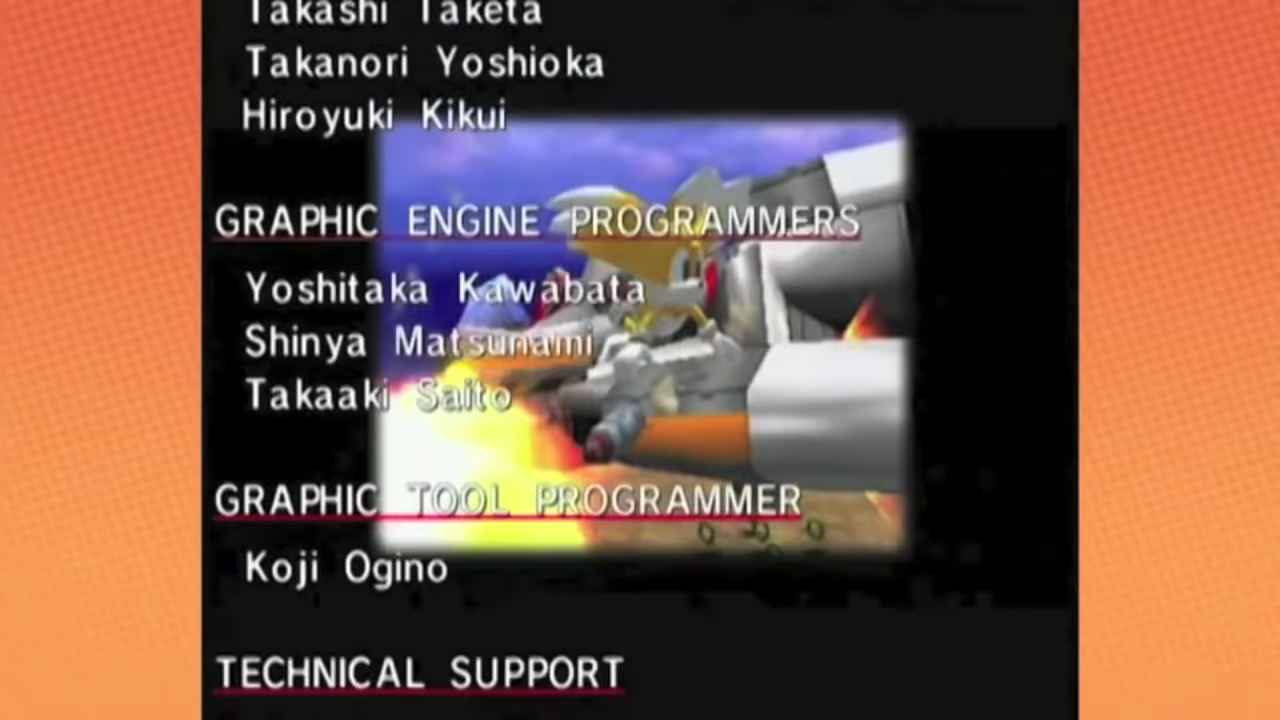 Takashi Taketa
Takanori Yoshioka
Hiroyuki Kikui
GRAPHIC ENGINE PROGRAMMERS
Yoshitaka Kawabata
Shinya Matsunami
Takaaki Saito
GRAPHIC TOOL PROGRAMMER
Koji Ogino
TECHNICAL SUPPORT